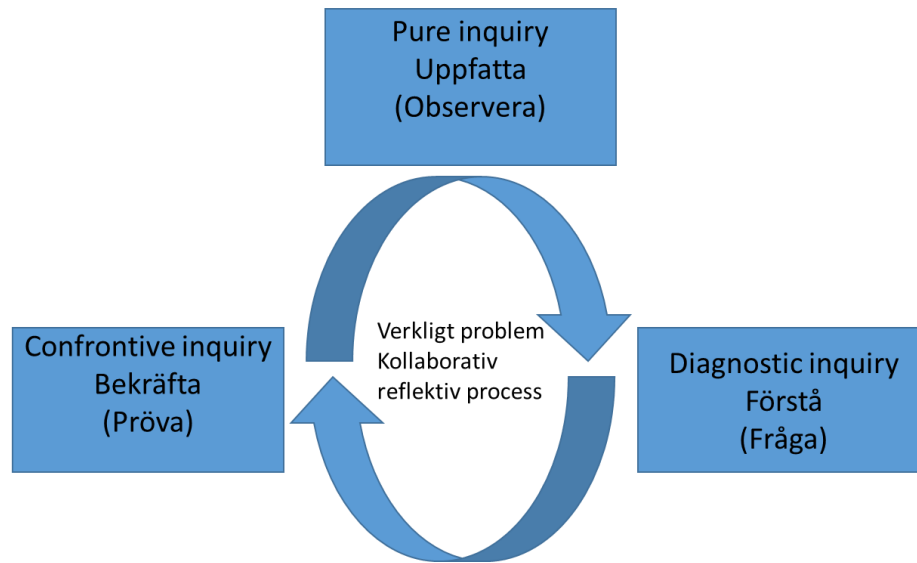 Pure inquiry
Uppfatta
(Observera)
Verkligt problem
Kollaborativ
reflektiv process
Confrontive inquiry
Bekräfta
(Pröva)
Diagnostic inquiry
Förstå
(Fråga)